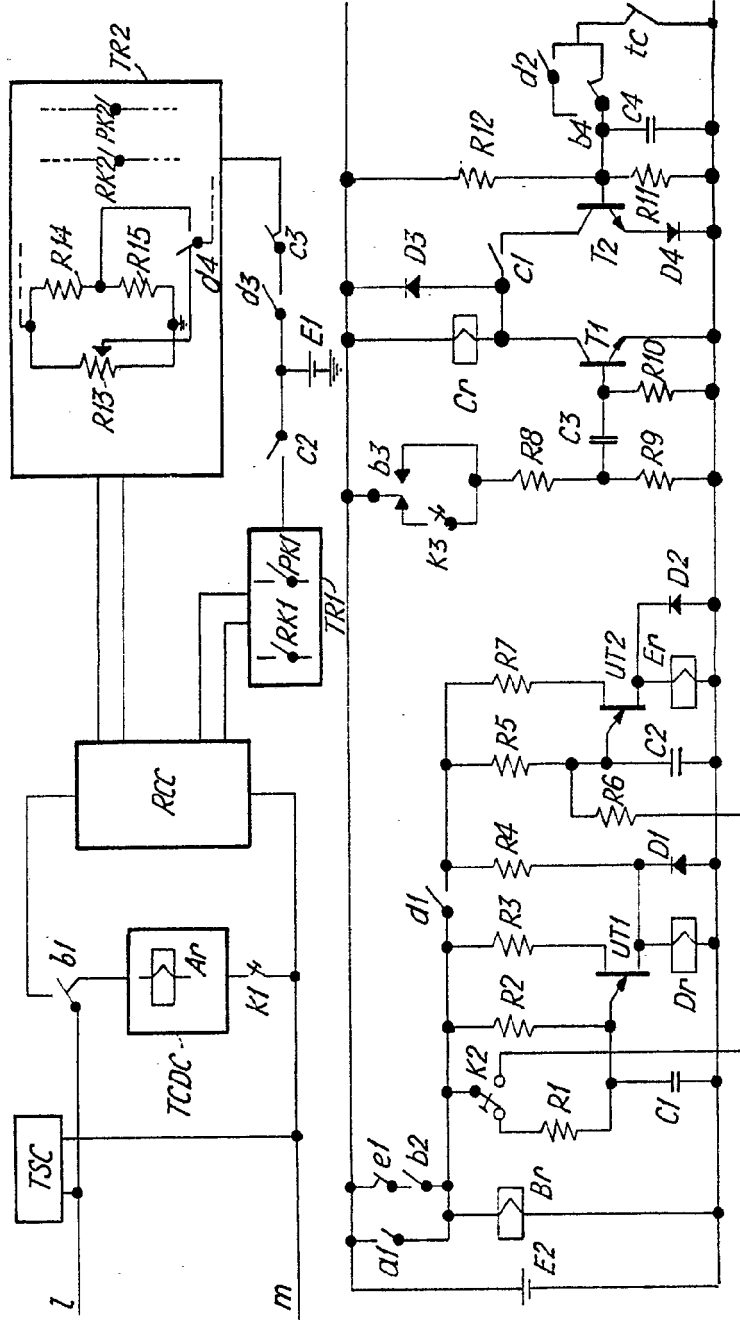 l
m
TSC
b1
TCDC
Ar
K1
RCC
TR2
RK2/
PK2/
R14
R15
R13
d4
RK1
PK1
TR1
c2
E1
d3
c3
E2
a1
e1
b2
Br
K2
R1
C1
R2
R3
UT1
Dr
d1
R4
D1
R5
R6
C2
R7
UT2
Er
D2
b3
K3
R8
R9
C3
Cr
T1
R10
D3
c1
T2
D4
R12
R11
b4
C4
d2
tc